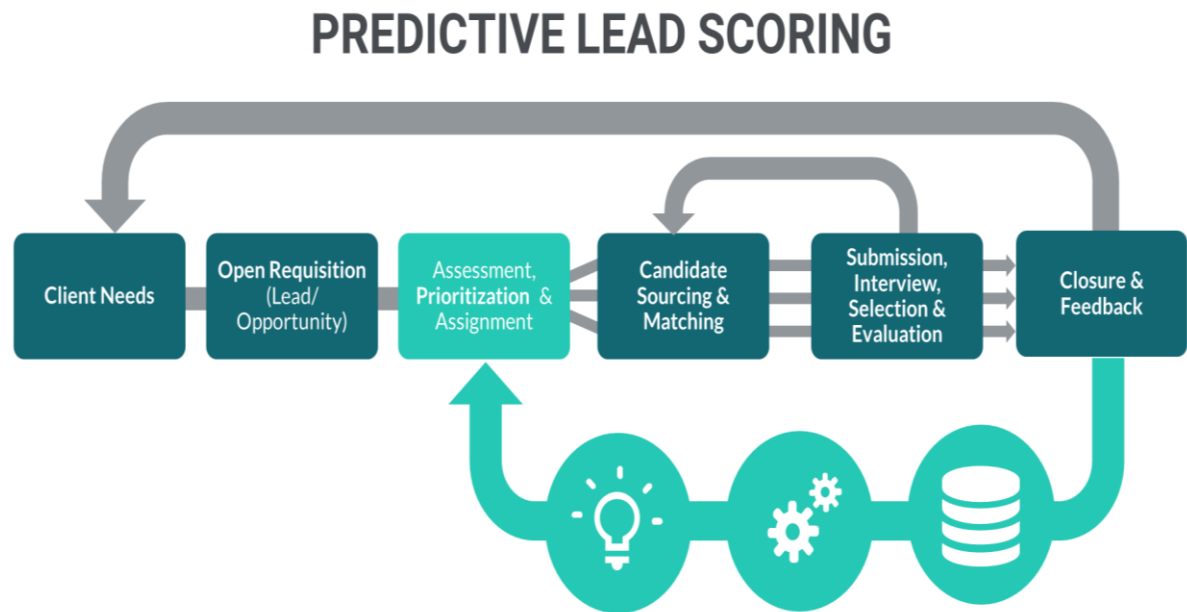 PREDICTIVE LEAD SCORING
Client Needs
Open Requisition
(Lead/
Opportunity)
Assessment,
Prioritization &
Assignment
Candidate
Sourcing &
Matching
Submission,
Interview,
Selection &
Evaluation
Closure &
Feedback